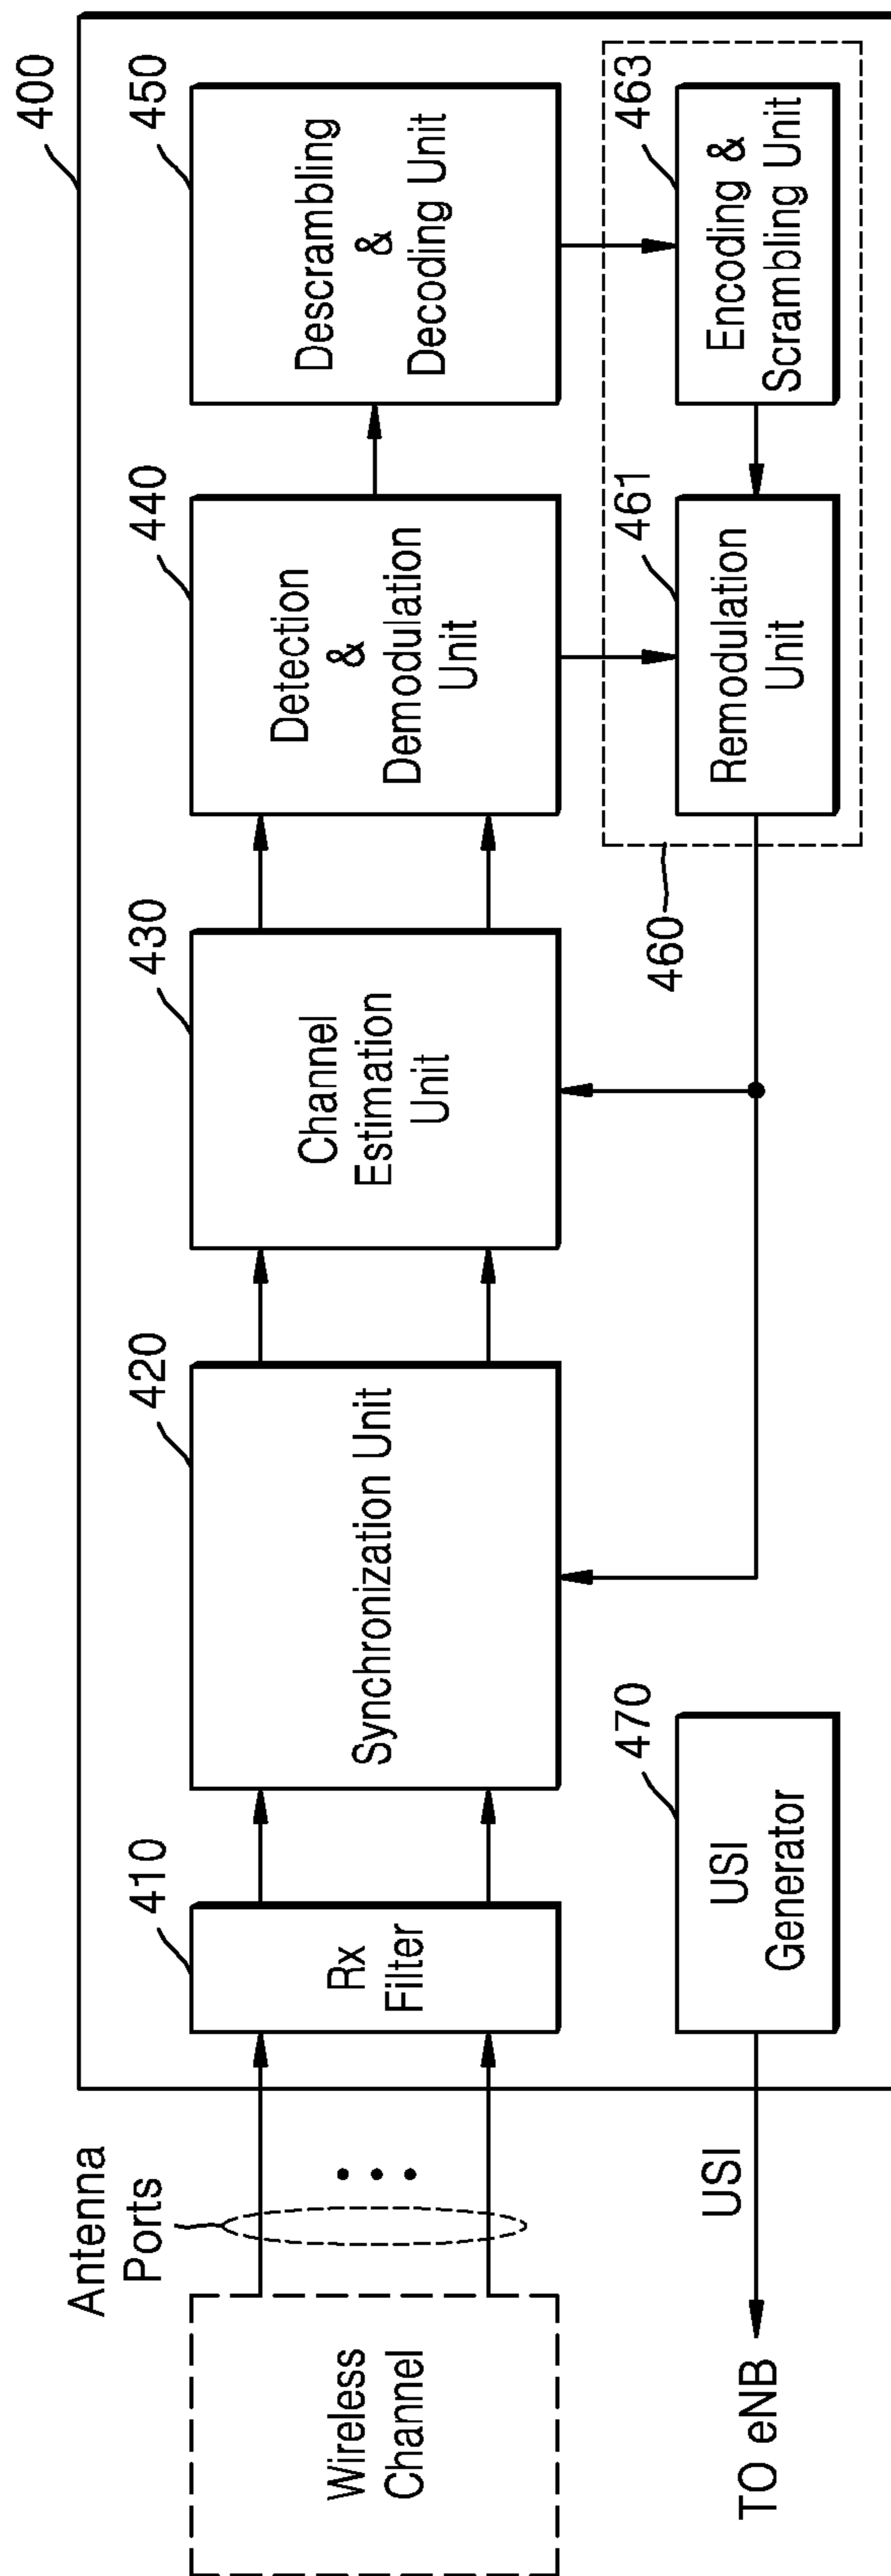 400
410
420
430
440
450
Antenna
Ports
Wireless
Channel
Rx
Filter
Synchronization Unit
Channel
Estimation
Unit
Detection
&
Demodulation
Unit
Descrambling
&
Decoding Unit
460
461
463
Remodulation
Unit
Encoding &
Scrambling Unit
470
USI
Generator
USI
TO eNB